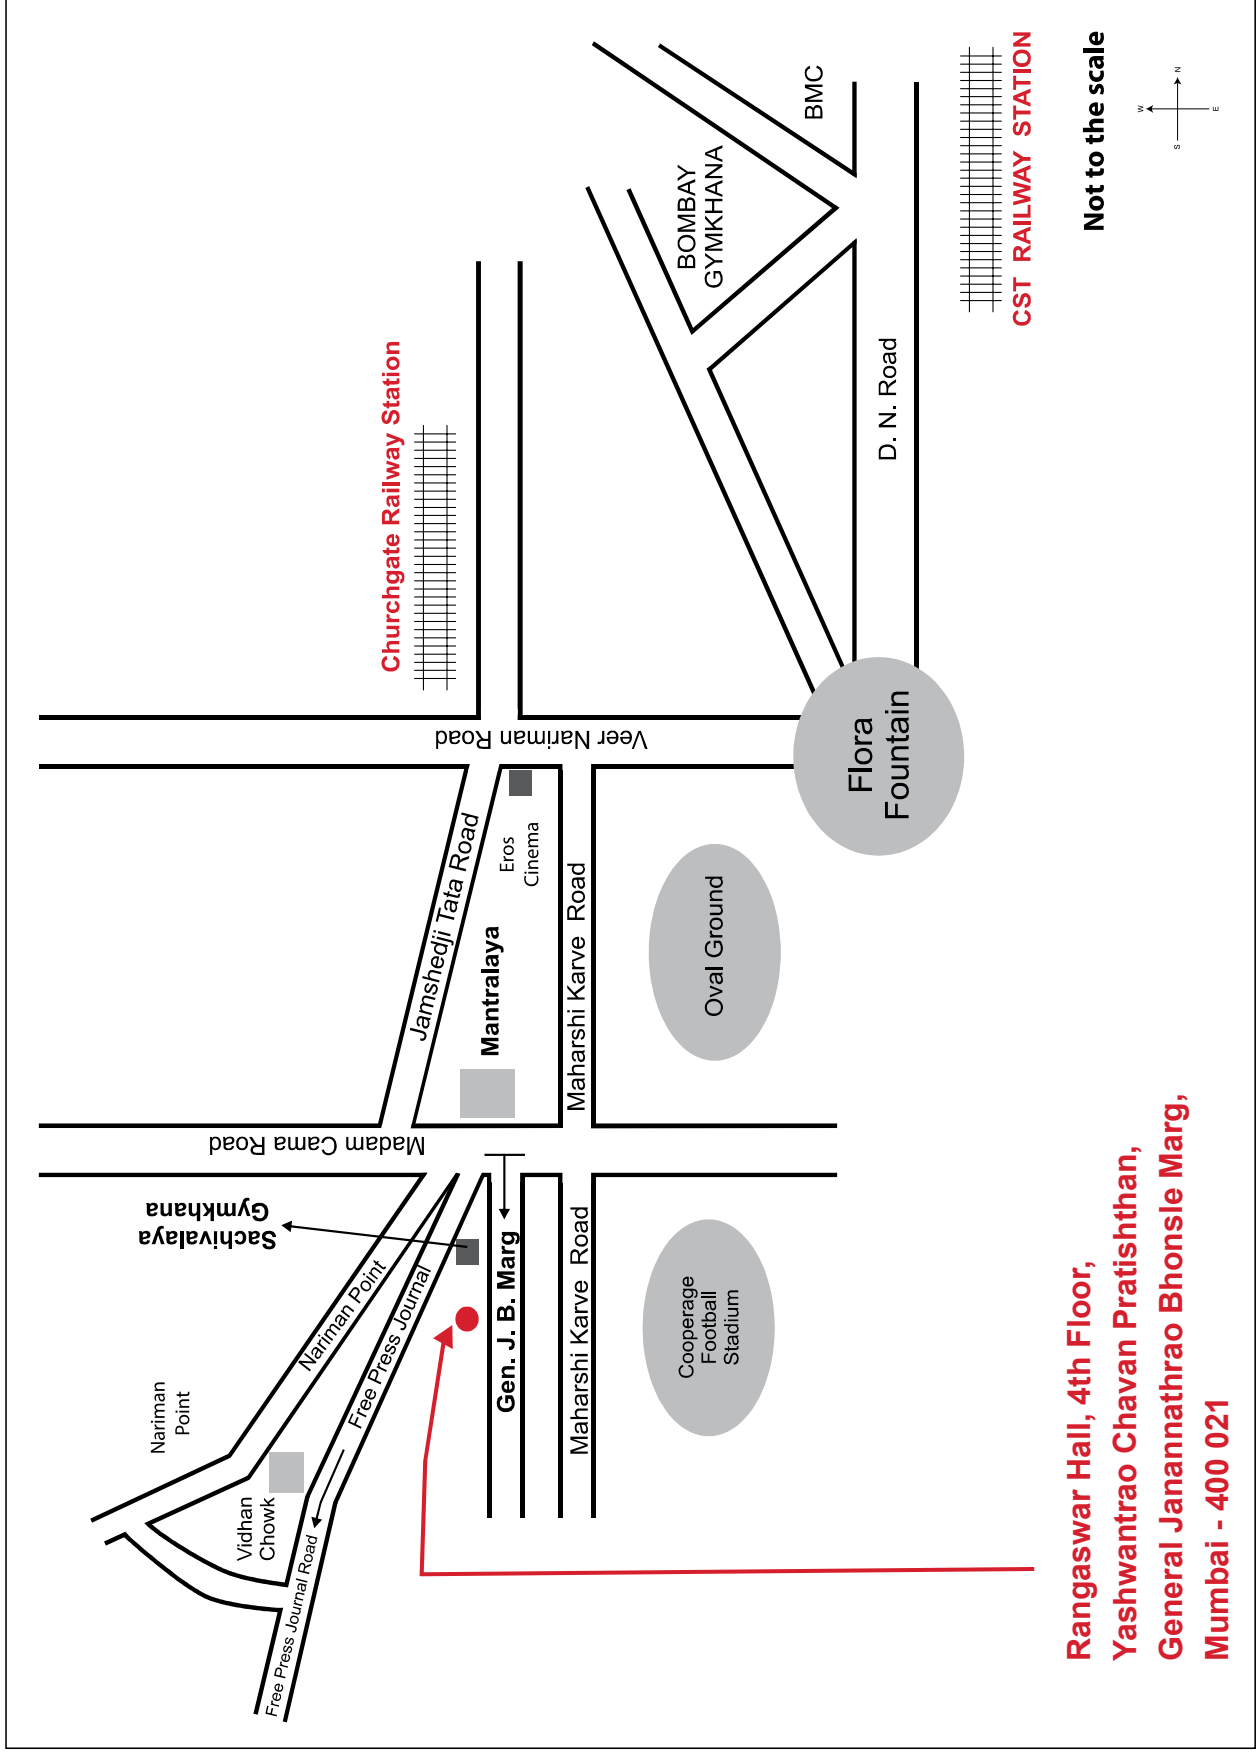 Churchgate Railway Station
BOMBAY
GYMKHANA
BMC
CST RAILWAY STATION
Not to the scale
W
N
S
E
D. N. Road
Veer Nariman Road
Flora
Fountain
Jamshedji Tata Road
Eros
Cinema
Mantralaya
Maharshi Karve Road
Oval Ground
Madam Cama Road
Sachivalaya
Gymkhana
Nariman Point
Free Press Journal
Gen. J. B. Marg
Maharshi Karve Road
Cooperage
Football
Stadium
Nariman
Point
Vidhan
Chowk
Free Press Journal Road
Rangaswar Hall, 4th Floor,
Yashwantrao Chavan Pratishthan,
General Janannathrao Bhonsle Marg,
Mumbai - 400 021